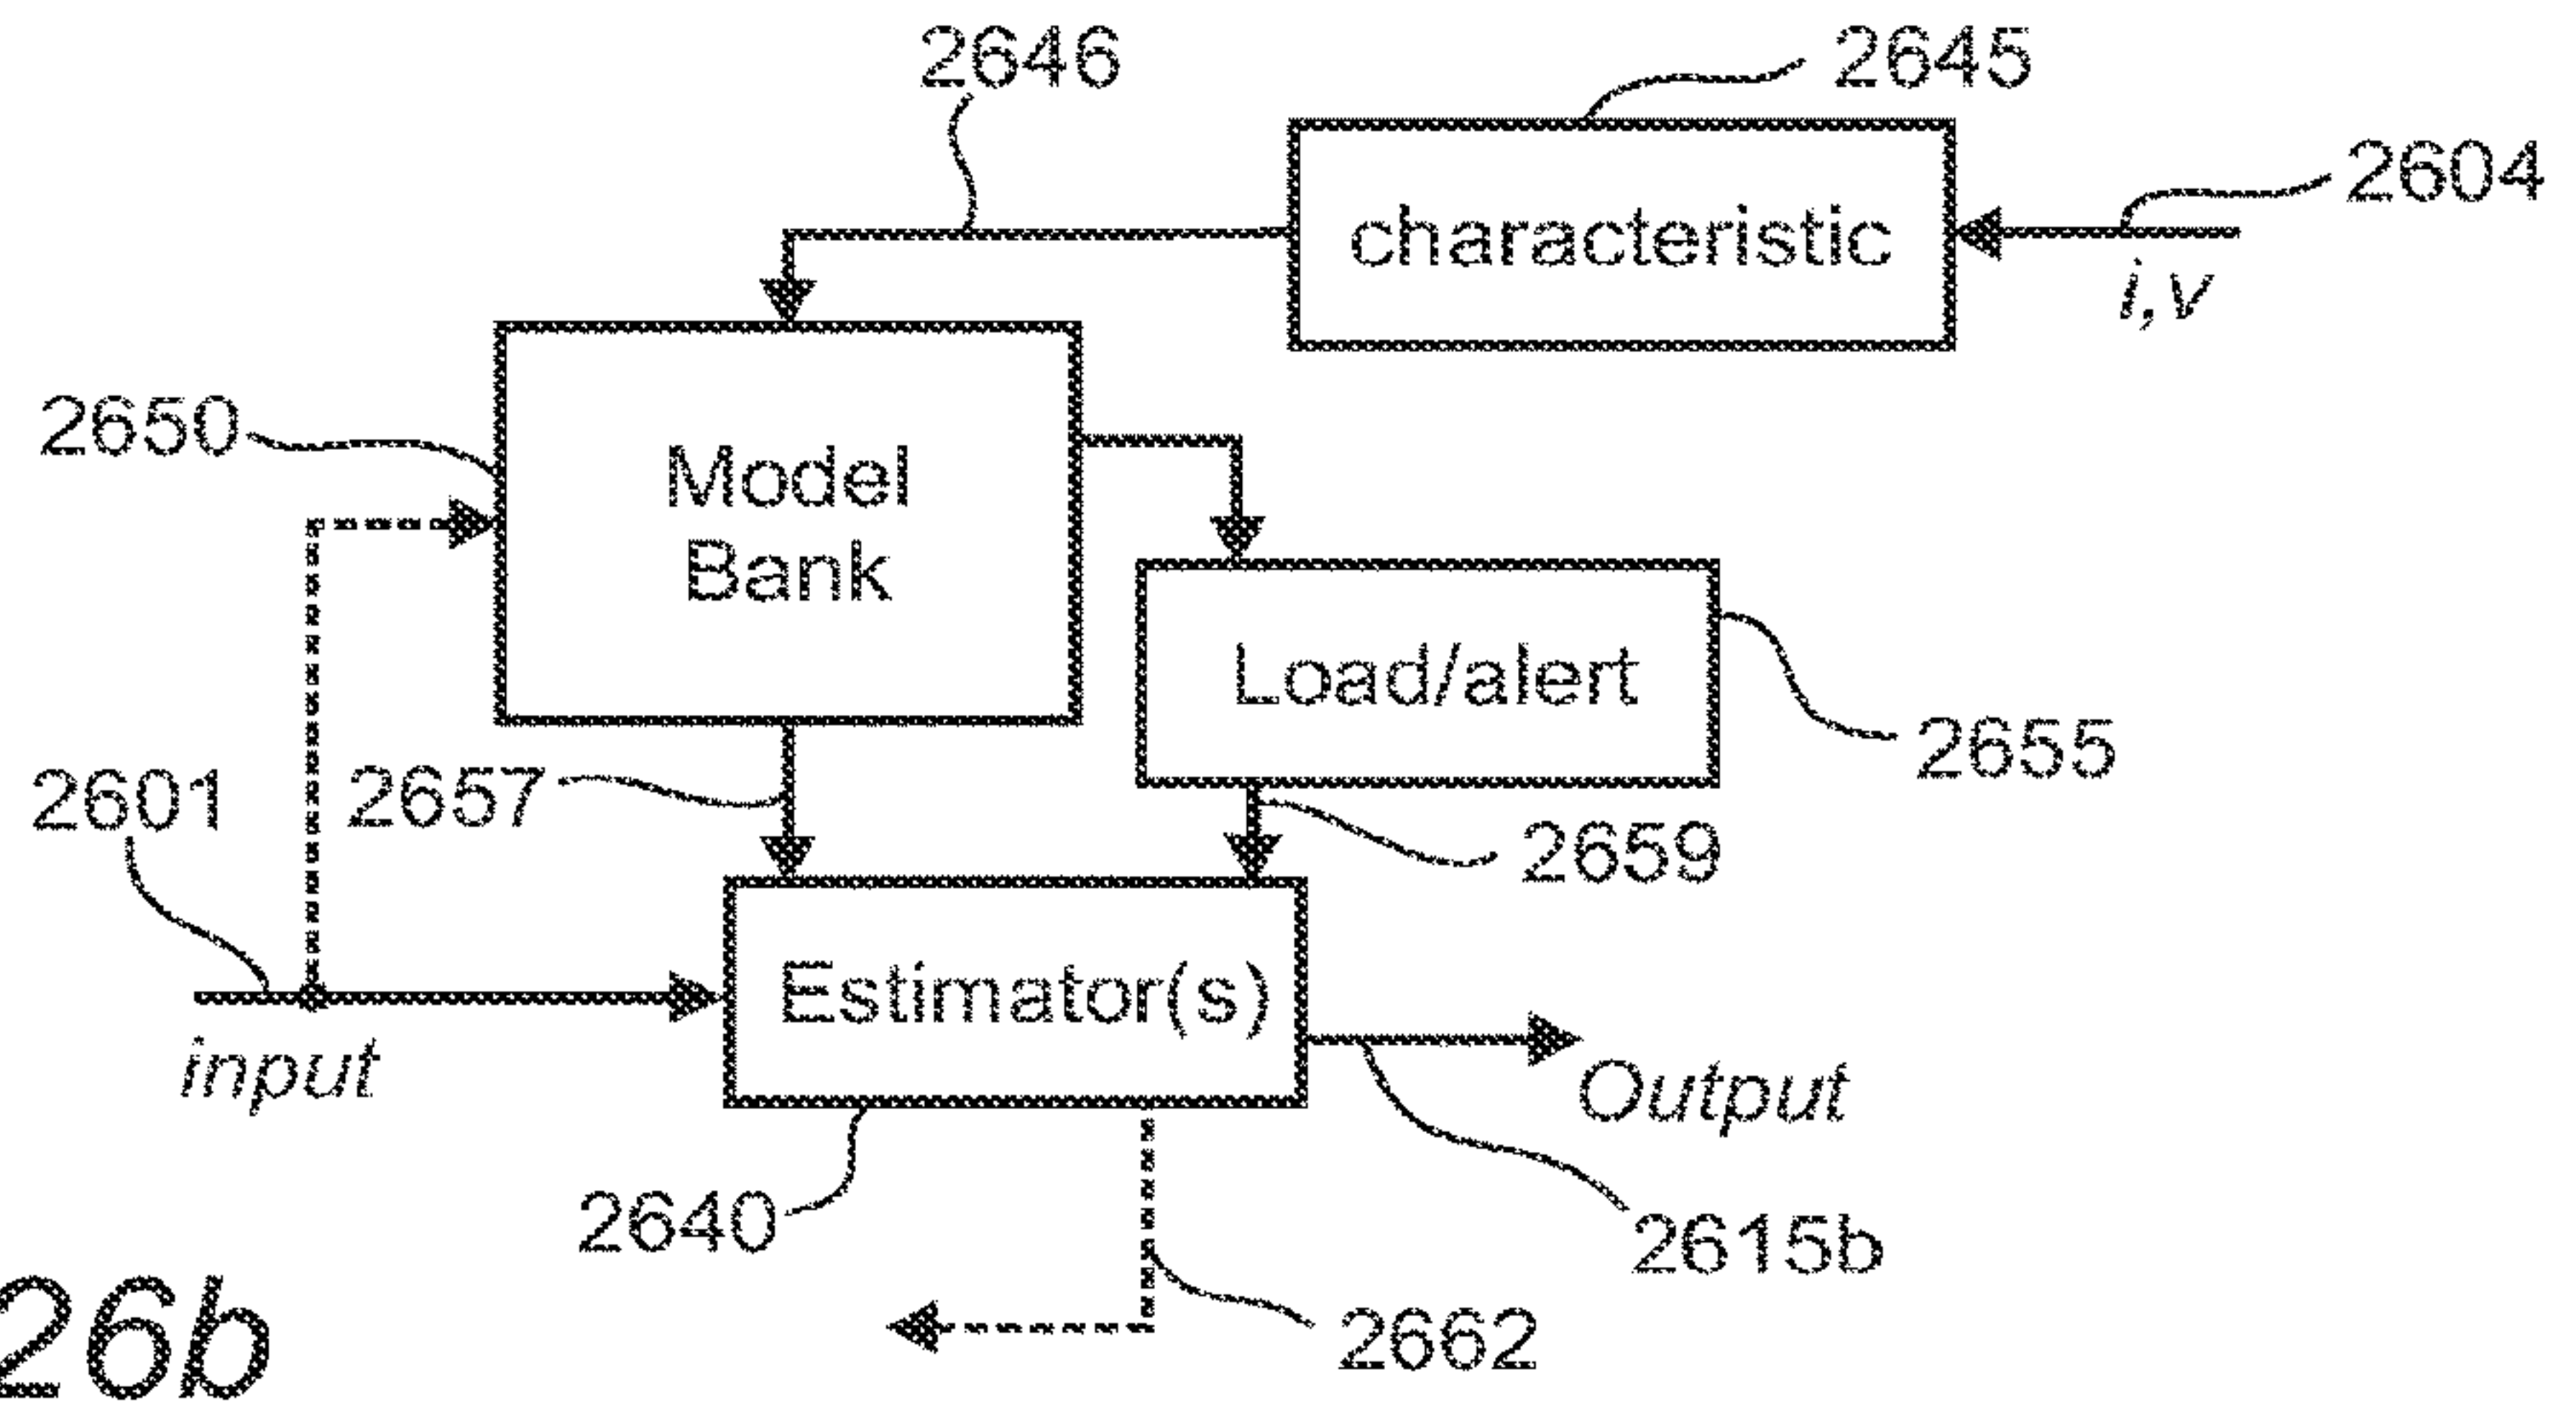 2646
2645
2604
characteristic
i,v
2650
Model
Bank
Load/alert
2655
2601
2657
2659
Estimator(s)
input
Output
2640
2615b
2662
26b